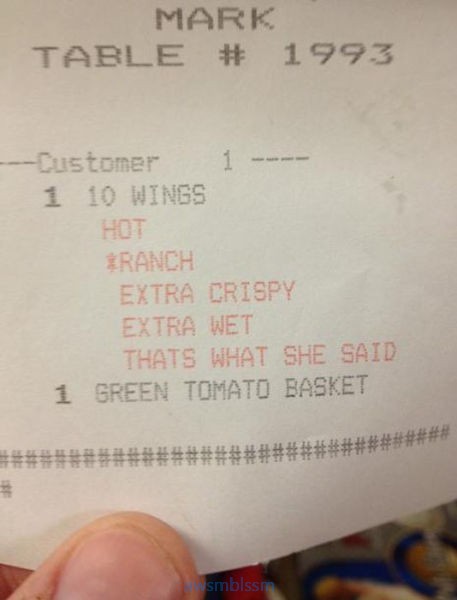 MARK
TABLE # 1993
---Customer 1 ----
1 10 WINGS
HOT
*RANCH
EXTRA CRISPY
EXTRA WET
THATS WHAT SHE SAID
1 GREEN TOMATO BASKET
########################################
#